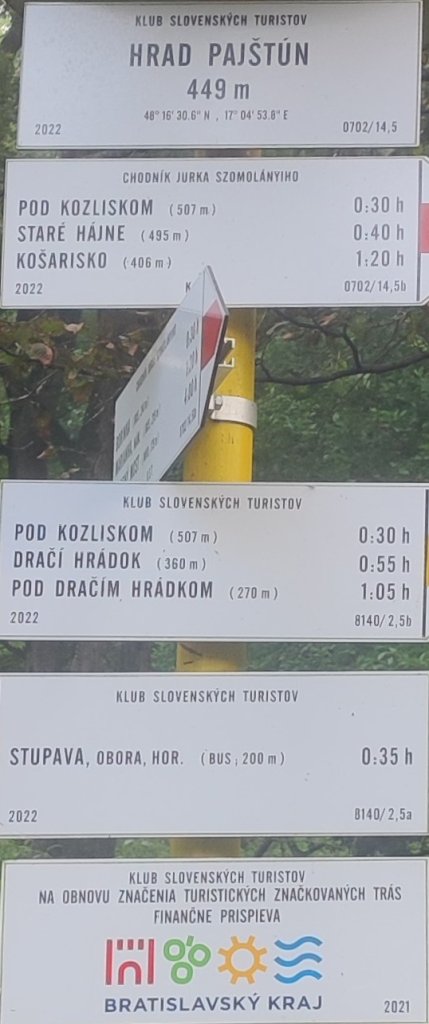 KLUB SLOVENSKÝCH TURISTOV
HRAD PAJŠTÚN
449 m
48° 16' 30.6" N , 17° 04' 53.8" E
2022 0702/14,5
CHODNÍK JURKA SZOMOLÁNYIHO
POD KOZLISKOM (507 m) 0:30 h
STARÉ HÁJNE (495 m) 0:40 h
KOŠARISKO (406 m) 1:20 h
2022 K 0702/14,5b
KLUB SLOVENSKÝCH TURISTOV
POD KOZLISKOM (507 m) 0:30 h
DRAČÍ HRÁDOK (360 m) 0:55 h
POD DRAČÍM HRÁDKOM (270 m) 1:05 h
2022 8140/2,5b
KLUB SLOVENSKÝCH TURISTOV
STUPAVA, OBORA, HOR. (BUS, 200 m) 0:35 h
2022 8140/2,5a
KLUB SLOVENSKÝCH TURISTOV
NA OBNOVU ZNAČENIA TURISTICKÝCH ZNAČKOVANÝCH TRÁS
FINANČNE PRISPIEVA
BRATISLAVSKÝ KRAJ
2021